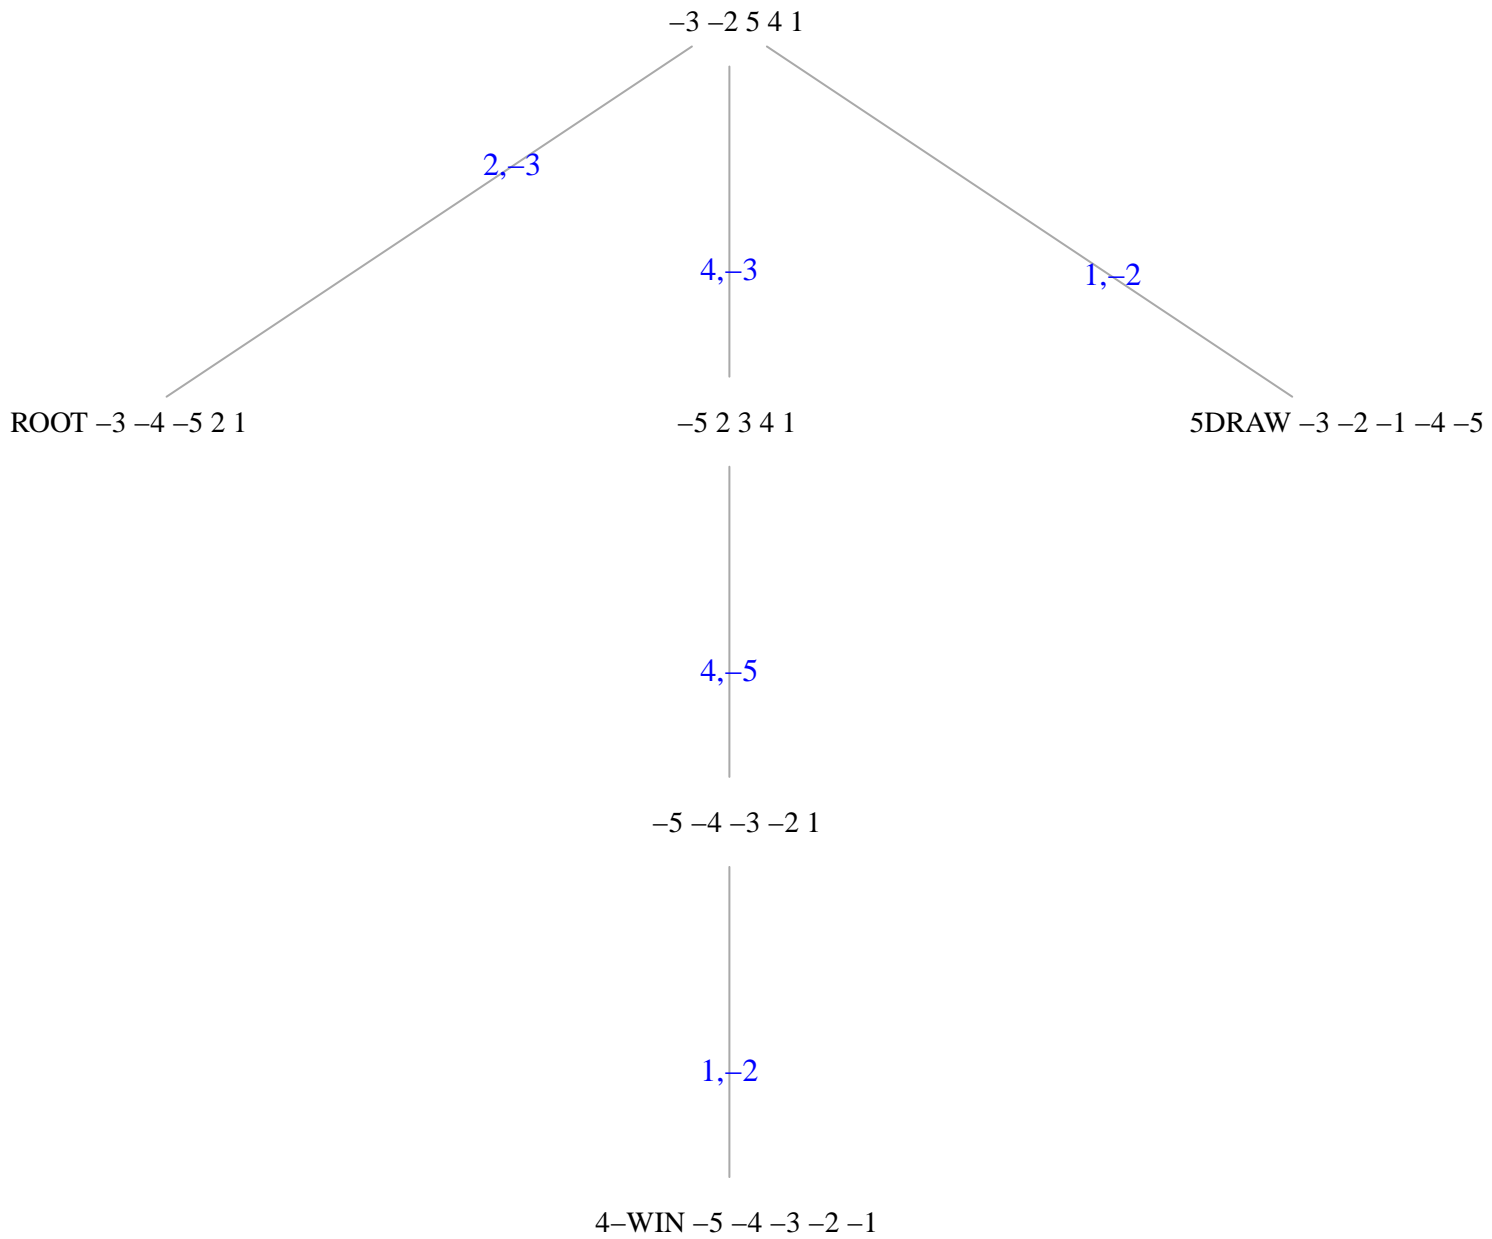 –3 –2 5 4 1
2,–3
4,–3
1,–2
ROOT –3 –4 –5 2 1
–5 2 3 4 1
5DRAW –3 –2 –1 –4 –5
4,–5
–5 –4 –3 –2 1
1,–2
4–WIN –5 –4 –3 –2 –1